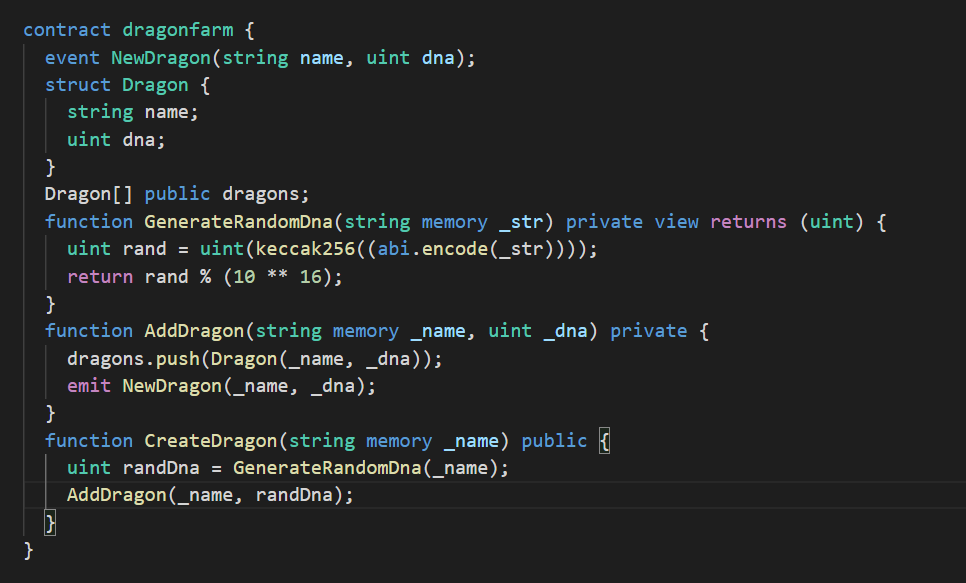 contract dragonfarm {
event NewDragon(string name, uint dna);
struct Dragon {
string name;
uint dna;
}
Dragon[] public dragons;
function GenerateRandomDna(string memory _str) private view returns (uint) {
uint rand = uint(keccak256((abi.encode(_str))));
return rand % (10 ** 16);
}
function AddDragon(string memory _name, uint _dna) private {
dragons.push(Dragon(_name, _dna));
emit NewDragon(_name, _dna);
}
function CreateDragon(string memory _name) public {
uint randDna = GenerateRandomDna(_name);
AddDragon(_name, randDna);
}
}